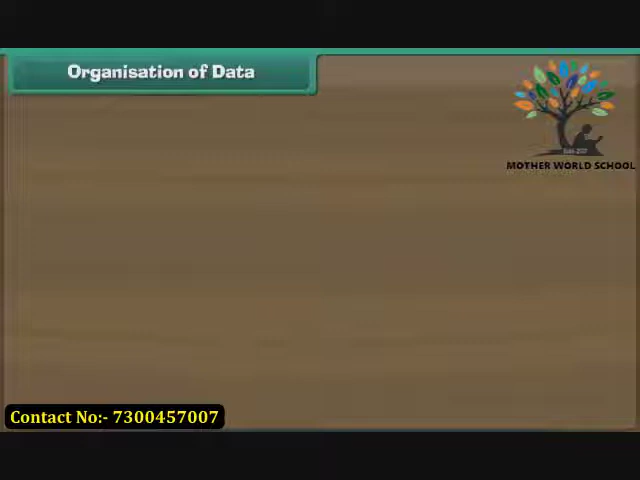 Organisation of Data
MOTHER WORLD SCHOOL
Contact No:- 7300457007